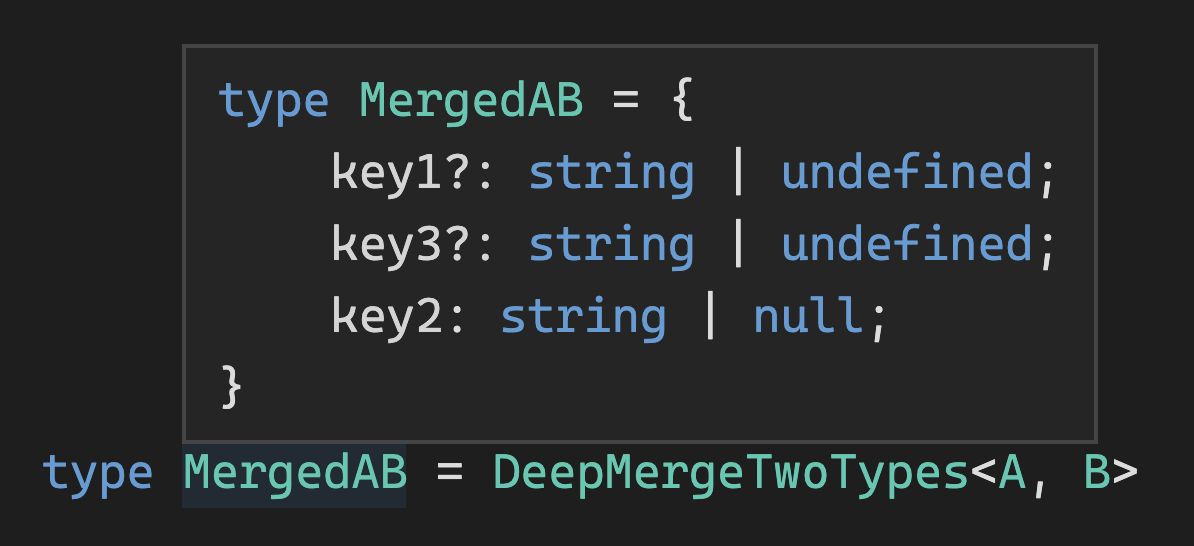 type MergedAB = {
    key1?: string | undefined;
    key3?: string | undefined;
    key2: string | null;
}
type MergedAB = DeepMergeTwoTypes<A, B>